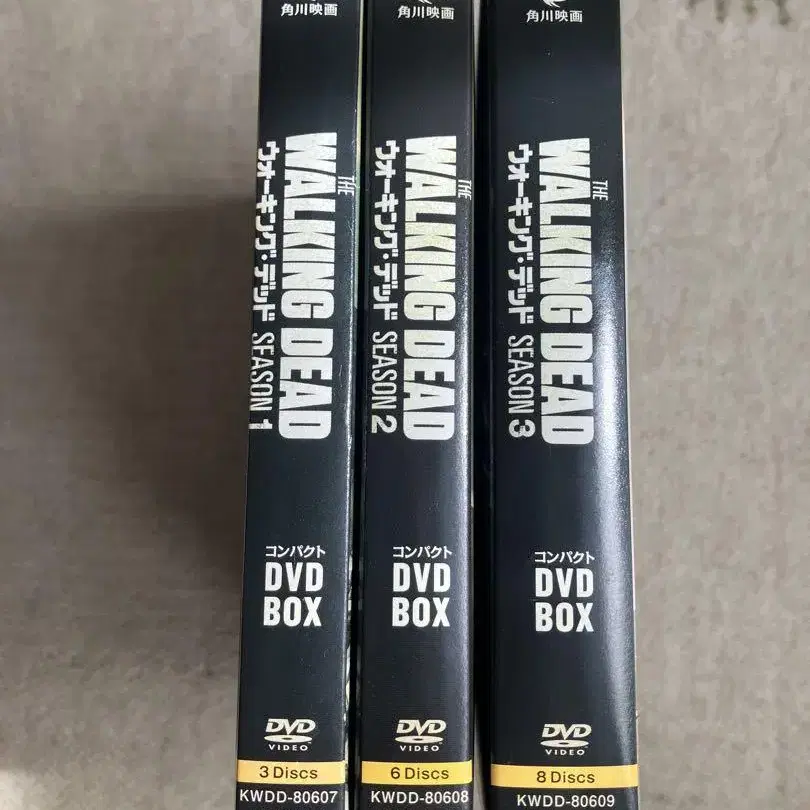 角川映画
THE
WALKING DEAD
ウォーキング・デッド SEASON 1
コンパクト
DVD
BOX
DVD
VIDEO
3 Discs
KWDD-80607
角川映画
THE
WALKING DEAD
ウォーキング・デッド SEASON 2
コンパクト
DVD
BOX
DVD
VIDEO
6 Discs
KWDD-80608
角川映画
THE
WALKING DEAD
ウォーキング・デッド SEASON 3
コンパクト
DVD
BOX
DVD
VIDEO
8 Discs
KWDD-80609